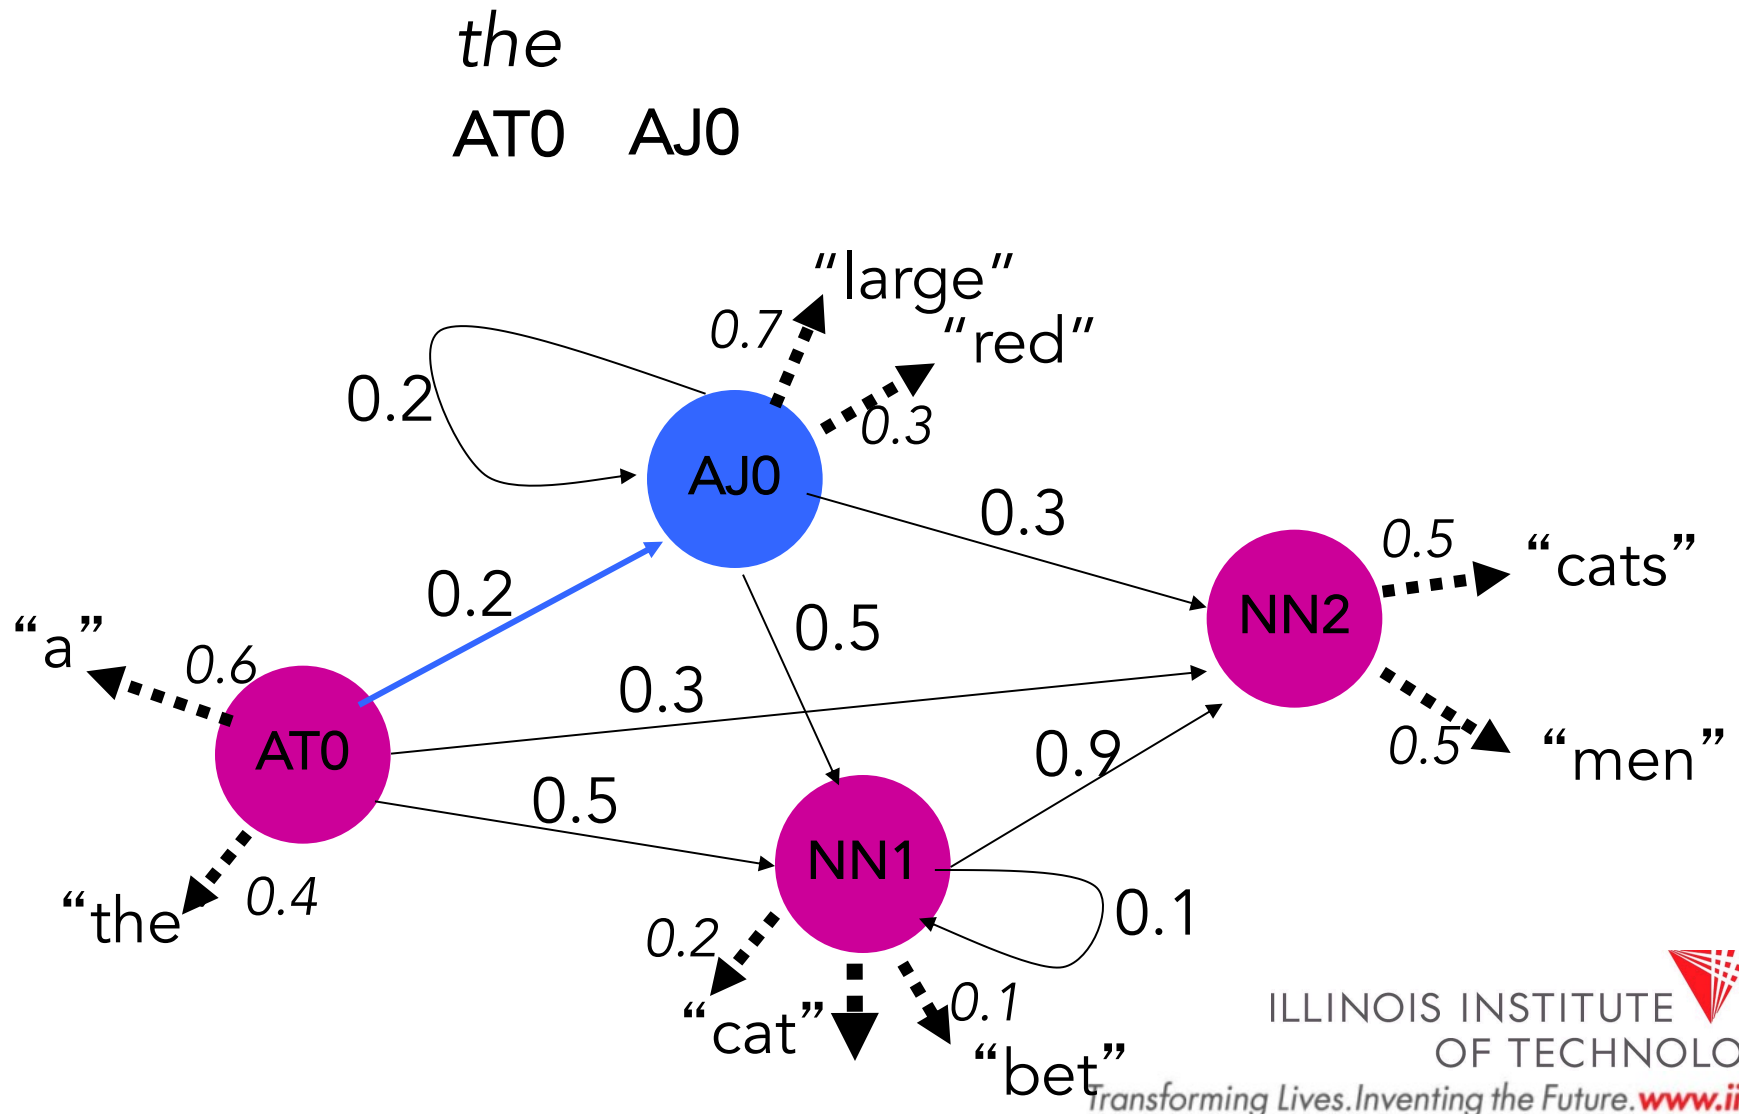 the
AT0 AJ0
“large”
0.7
“red”
0.2
0.3
AJ0
0.3
0.5
“cats”
NN2
0.2
0.5
“a”
0.6
0.3
AT0
0.9
0.5
“men”
0.5
NN1
0.4
“the
0.1
0.2
“cat”
0.1
“bet”
ILLINOIS INSTITUTE
OF TECHNOLO
Transforming Lives.Inventing the Future.www.ii